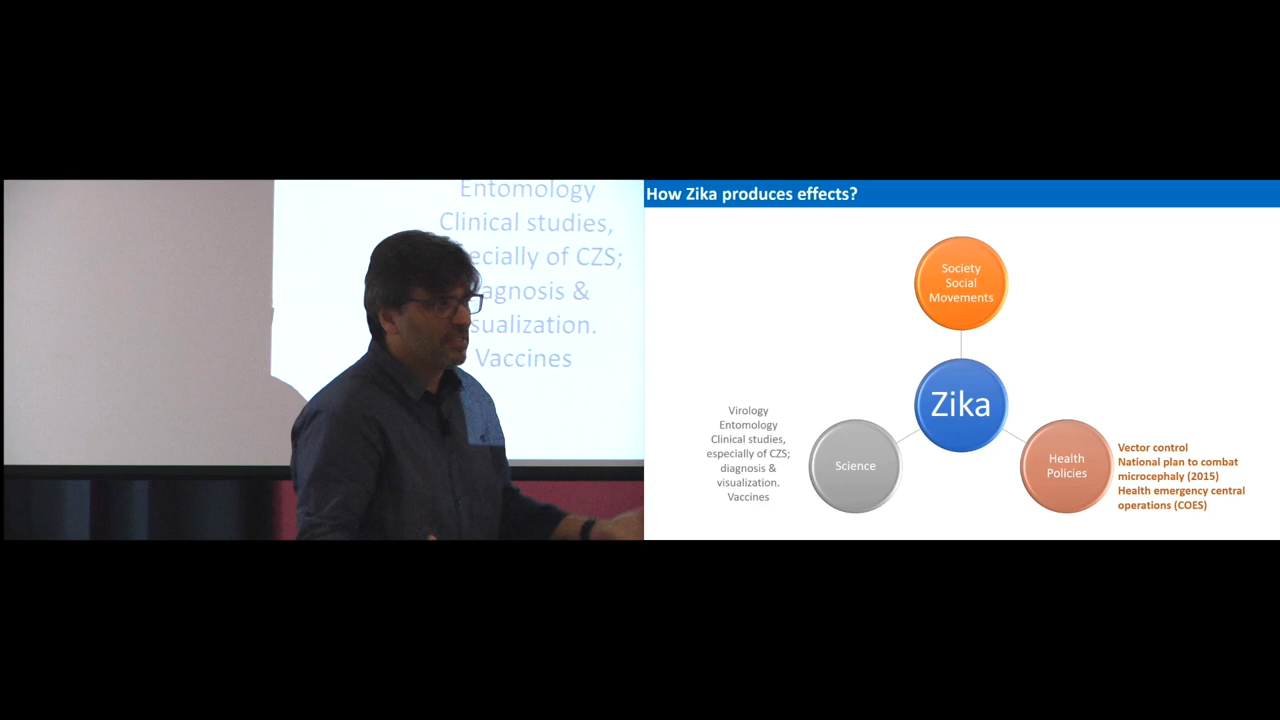 Entomology
Clinical studies,
ecially of CZS;
agnosis &
sualization.
Vaccines
How Zika produces effects?
Society
Social
Movements
Zika
Virology
Entomology
Clinical studies,
especially of CZS;
diagnosis &
visualization.
Vaccines
Science
Health
Policies
Vector control
National plan to combat
microcephaly (2015)
Health emergency central
operations (COES)